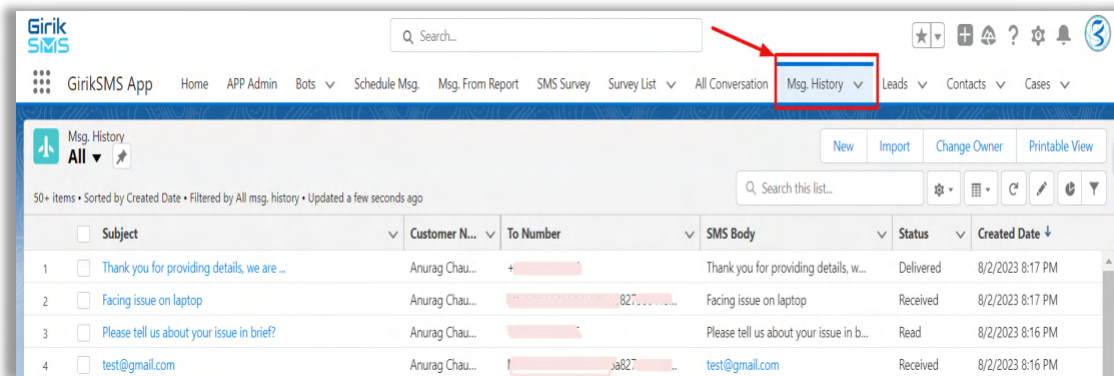 Girik
SMS
Search...
GirikSMS App Home APP Admin Bots Schedule Msg. Msg. From Report SMS Survey Survey List All Conversation Msg. History Leads Contacts Cases
Msg. History
All
New Import Change Owner Printable View
50+ items • Sorted by Created Date • Filtered by All msg. history • Updated a few seconds ago
Search this list...
Subject Customer N... To Number SMS Body Status Created Date
1 Thank you for providing details, we are ... Anurag Chau... + Thank you for providing details, w... Delivered 8/2/2023 8:17 PM
2 Facing issue on laptop Anurag Chau... 827 ... Facing issue on laptop Received 8/2/2023 8:17 PM
3 Please tell us about your issue in brief? Anurag Chau... Please tell us about your issue in b... Read 8/2/2023 8:16 PM
4 test@gmail.com Anurag Chau... a827 ... test@gmail.com Received 8/2/2023 8:16 PM